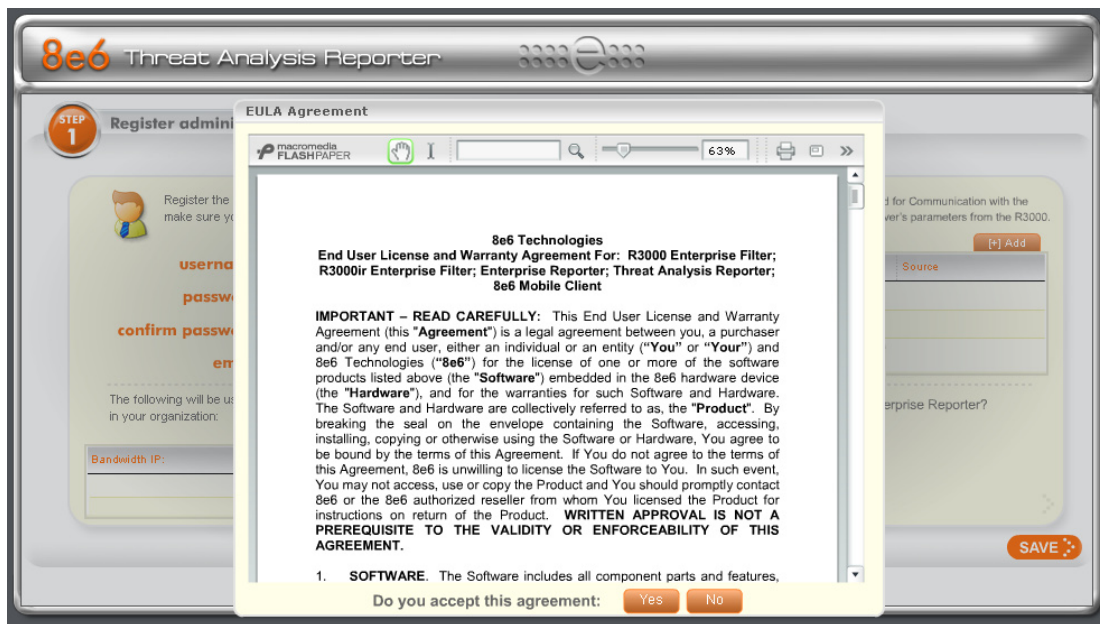 8e6 Threat Analysis Reporter
STEP
1
Register admini
EULA Agreement
macromedia
FLASHPAPER
63%
Register the
make sure yo
userna
passwo
confirm passwo
em
The following will be us
in your organization:
Bandwidth IP:
8e6 Technologies
End User License and Warranty Agreement For: R3000 Enterprise Filter;
R3000ir Enterprise Filter; Enterprise Reporter; Threat Analysis Reporter;
8e6 Mobile Client
IMPORTANT – READ CAREFULLY: This End User License and Warranty
Agreement (this "Agreement") is a legal agreement between you, a purchaser
and/or any end user, either an individual or an entity (“You” or “Your”) and
8e6 Technologies (“8e6”) for the license of one or more of the software
products listed above (the "Software") embedded in the 8e6 hardware device
(the "Hardware"), and for the warranties for such Software and Hardware.
The Software and Hardware are collectively referred to as, the "Product". By
breaking the seal on the envelope containing the Software, accessing,
installing, copying or otherwise using the Software or Hardware, You agree to
be bound by the terms of this Agreement. If You do not agree to the terms of
this Agreement, 8e6 is unwilling to license the Software to You. In such event,
You may not access, use or copy the Product and You should promptly contact
8e6 or the 8e6 authorized reseller from whom You licensed the Product for
instructions on return of the Product. WRITTEN APPROVAL IS NOT A
PREREQUISITE TO THE VALIDITY OR ENFORCEABILITY OF THIS
AGREEMENT.
1. SOFTWARE. The Software includes all component parts and features,
Do you accept this agreement: Yes No
d for Communication with the
ver's parameters from the R3000.
[+] Add
Source
erprise Reporter?
SAVE